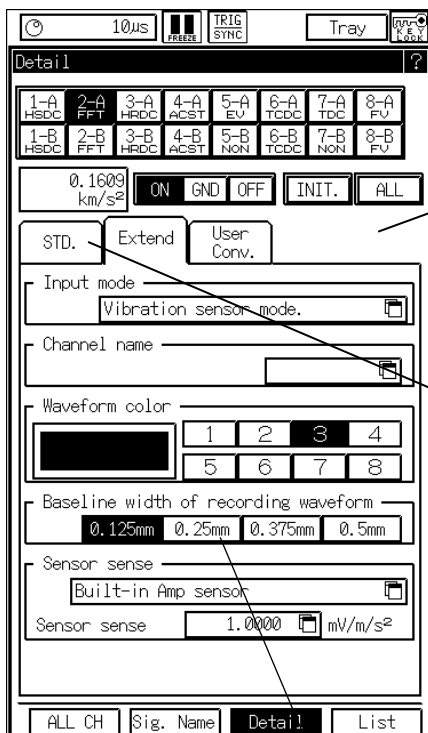 10µs FREEZE TRIG SYNC Tray KEY LOCK
Detail ?
1-A HSDC 2-A FFT 3-A HRDC 4-A ACST 5-A EV 6-A TCDC 7-A TDC 8-A FV
1-B HSDC 2-B FFT 3-B HRDC 4-B ACST 5-B NON 6-B TCDC 7-B NON 8-B FV
0.1609 km/s² ON GND OFF INIT. ALL
STD. Extend User Conv.
Input mode
Vibration sensor mode.
Channel name
Waveform color
1 2 3 4
5 6 7 8
Baseline width of recording waveform
0.125mm 0.25mm 0.375mm 0.5mm
Sensor sense
Built-in Amp sensor
Sensor sense 1.0000 mV/m/s²
ALL CH Sig. Name Detail List